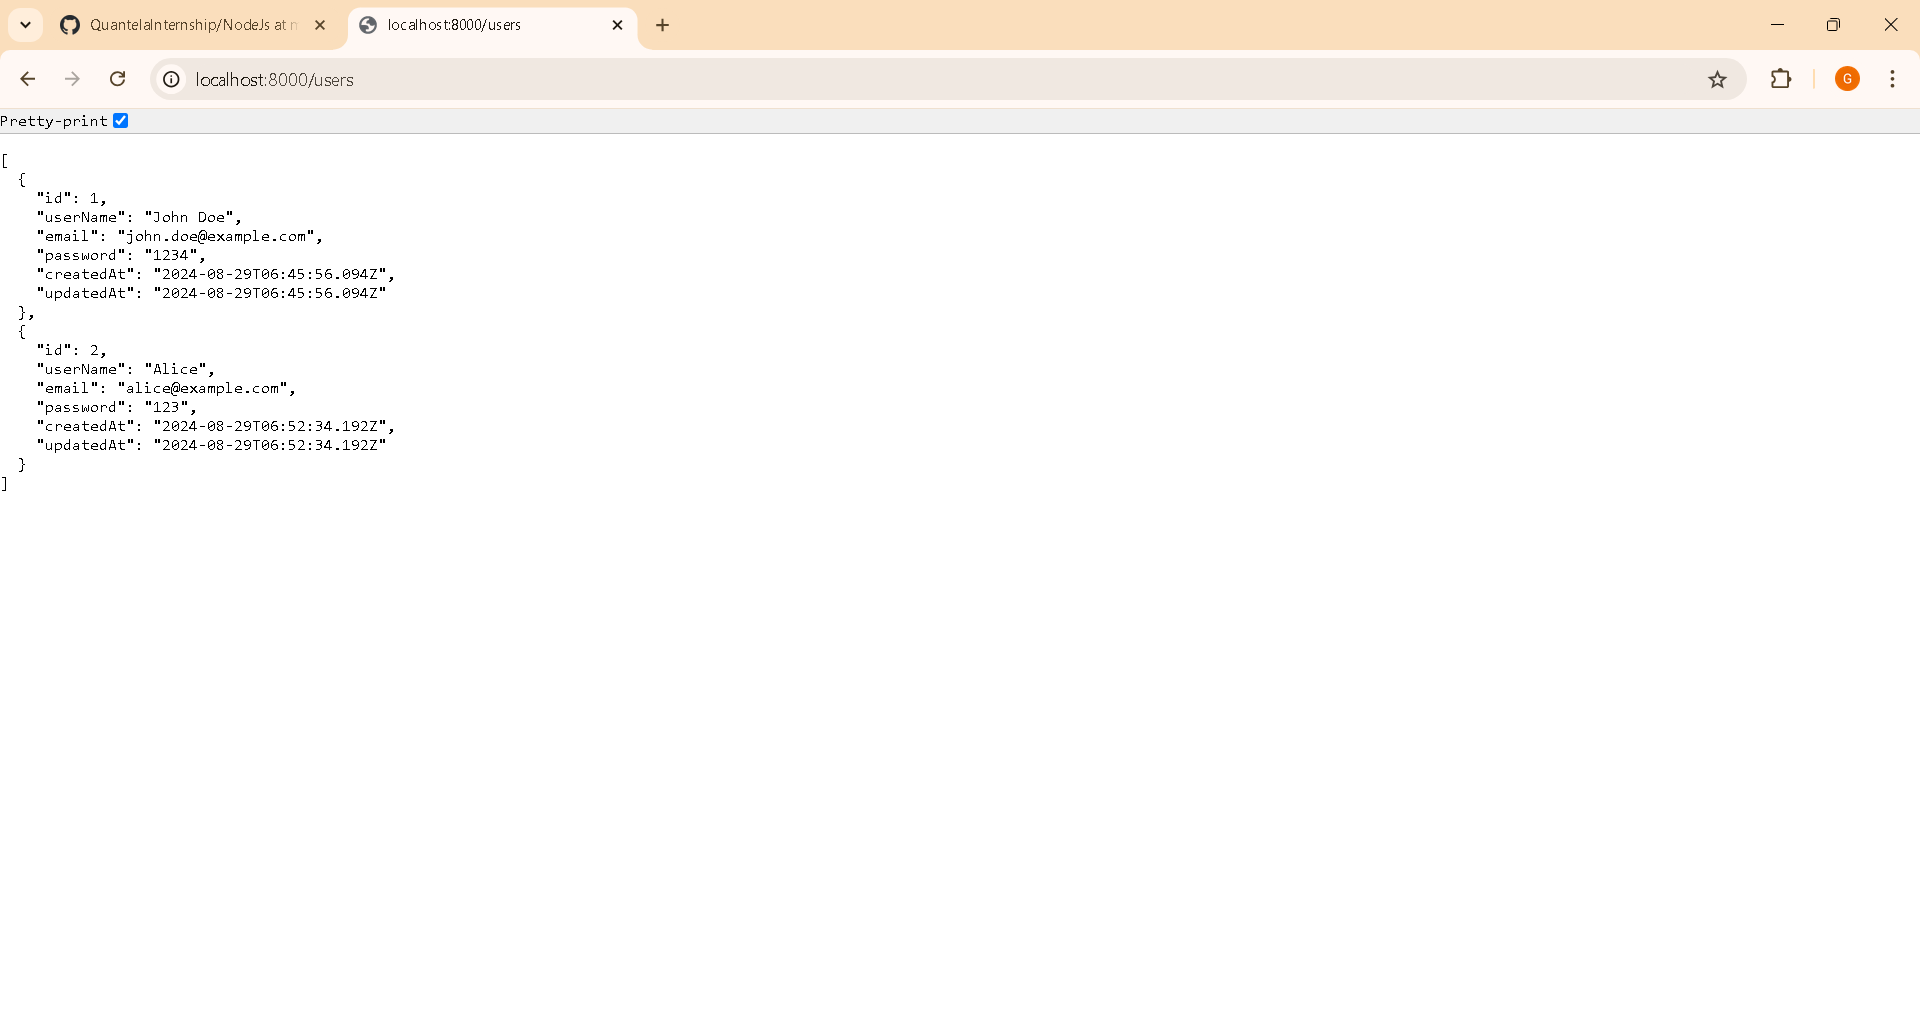 QuantelaInternship/NodeJs at m
localhost:8000/users
localhost:8000/users
G
Pretty-print
[
  {
    "id": 1,
    "userName": "John Doe",
    "email": "john.doe@example.com",
    "password": "1234",
    "createdAt": "2024-08-29T06:45:56.094Z",
    "updatedAt": "2024-08-29T06:45:56.094Z"
  },
  {
    "id": 2,
    "userName": "Alice",
    "email": "alice@example.com",
    "password": "123",
    "createdAt": "2024-08-29T06:52:34.192Z",
    "updatedAt": "2024-08-29T06:52:34.192Z"
  }
]